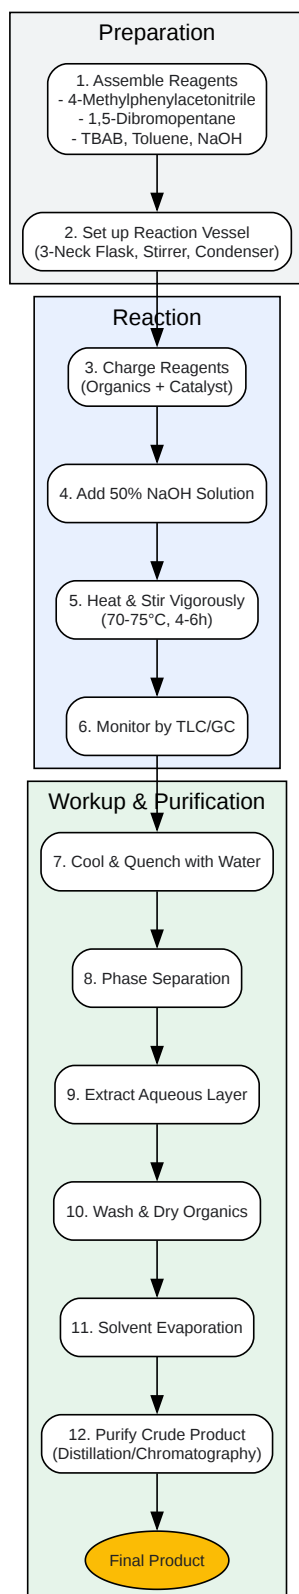 Preparation
1. Assemble Reagents
- 4-Methylphenylacetonitrile
- 1,5-Dibromopentane
- TBAB, Toluene, NaOH
2. Set up Reaction Vessel
(3-Neck Flask, Stirrer, Condenser)
Reaction
3. Charge Reagents
(Organics + Catalyst)
4. Add 50% NaOH Solution
5. Heat & Stir Vigorously
(70-75°C, 4-6h)
6. Monitor by TLC/GC
Workup & Purification
7. Cool & Quench with Water
8. Phase Separation
9. Extract Aqueous Layer
10. Wash & Dry Organics
11. Solvent Evaporation
12. Purify Crude Product
(Distillation/Chromatography)
Final Product